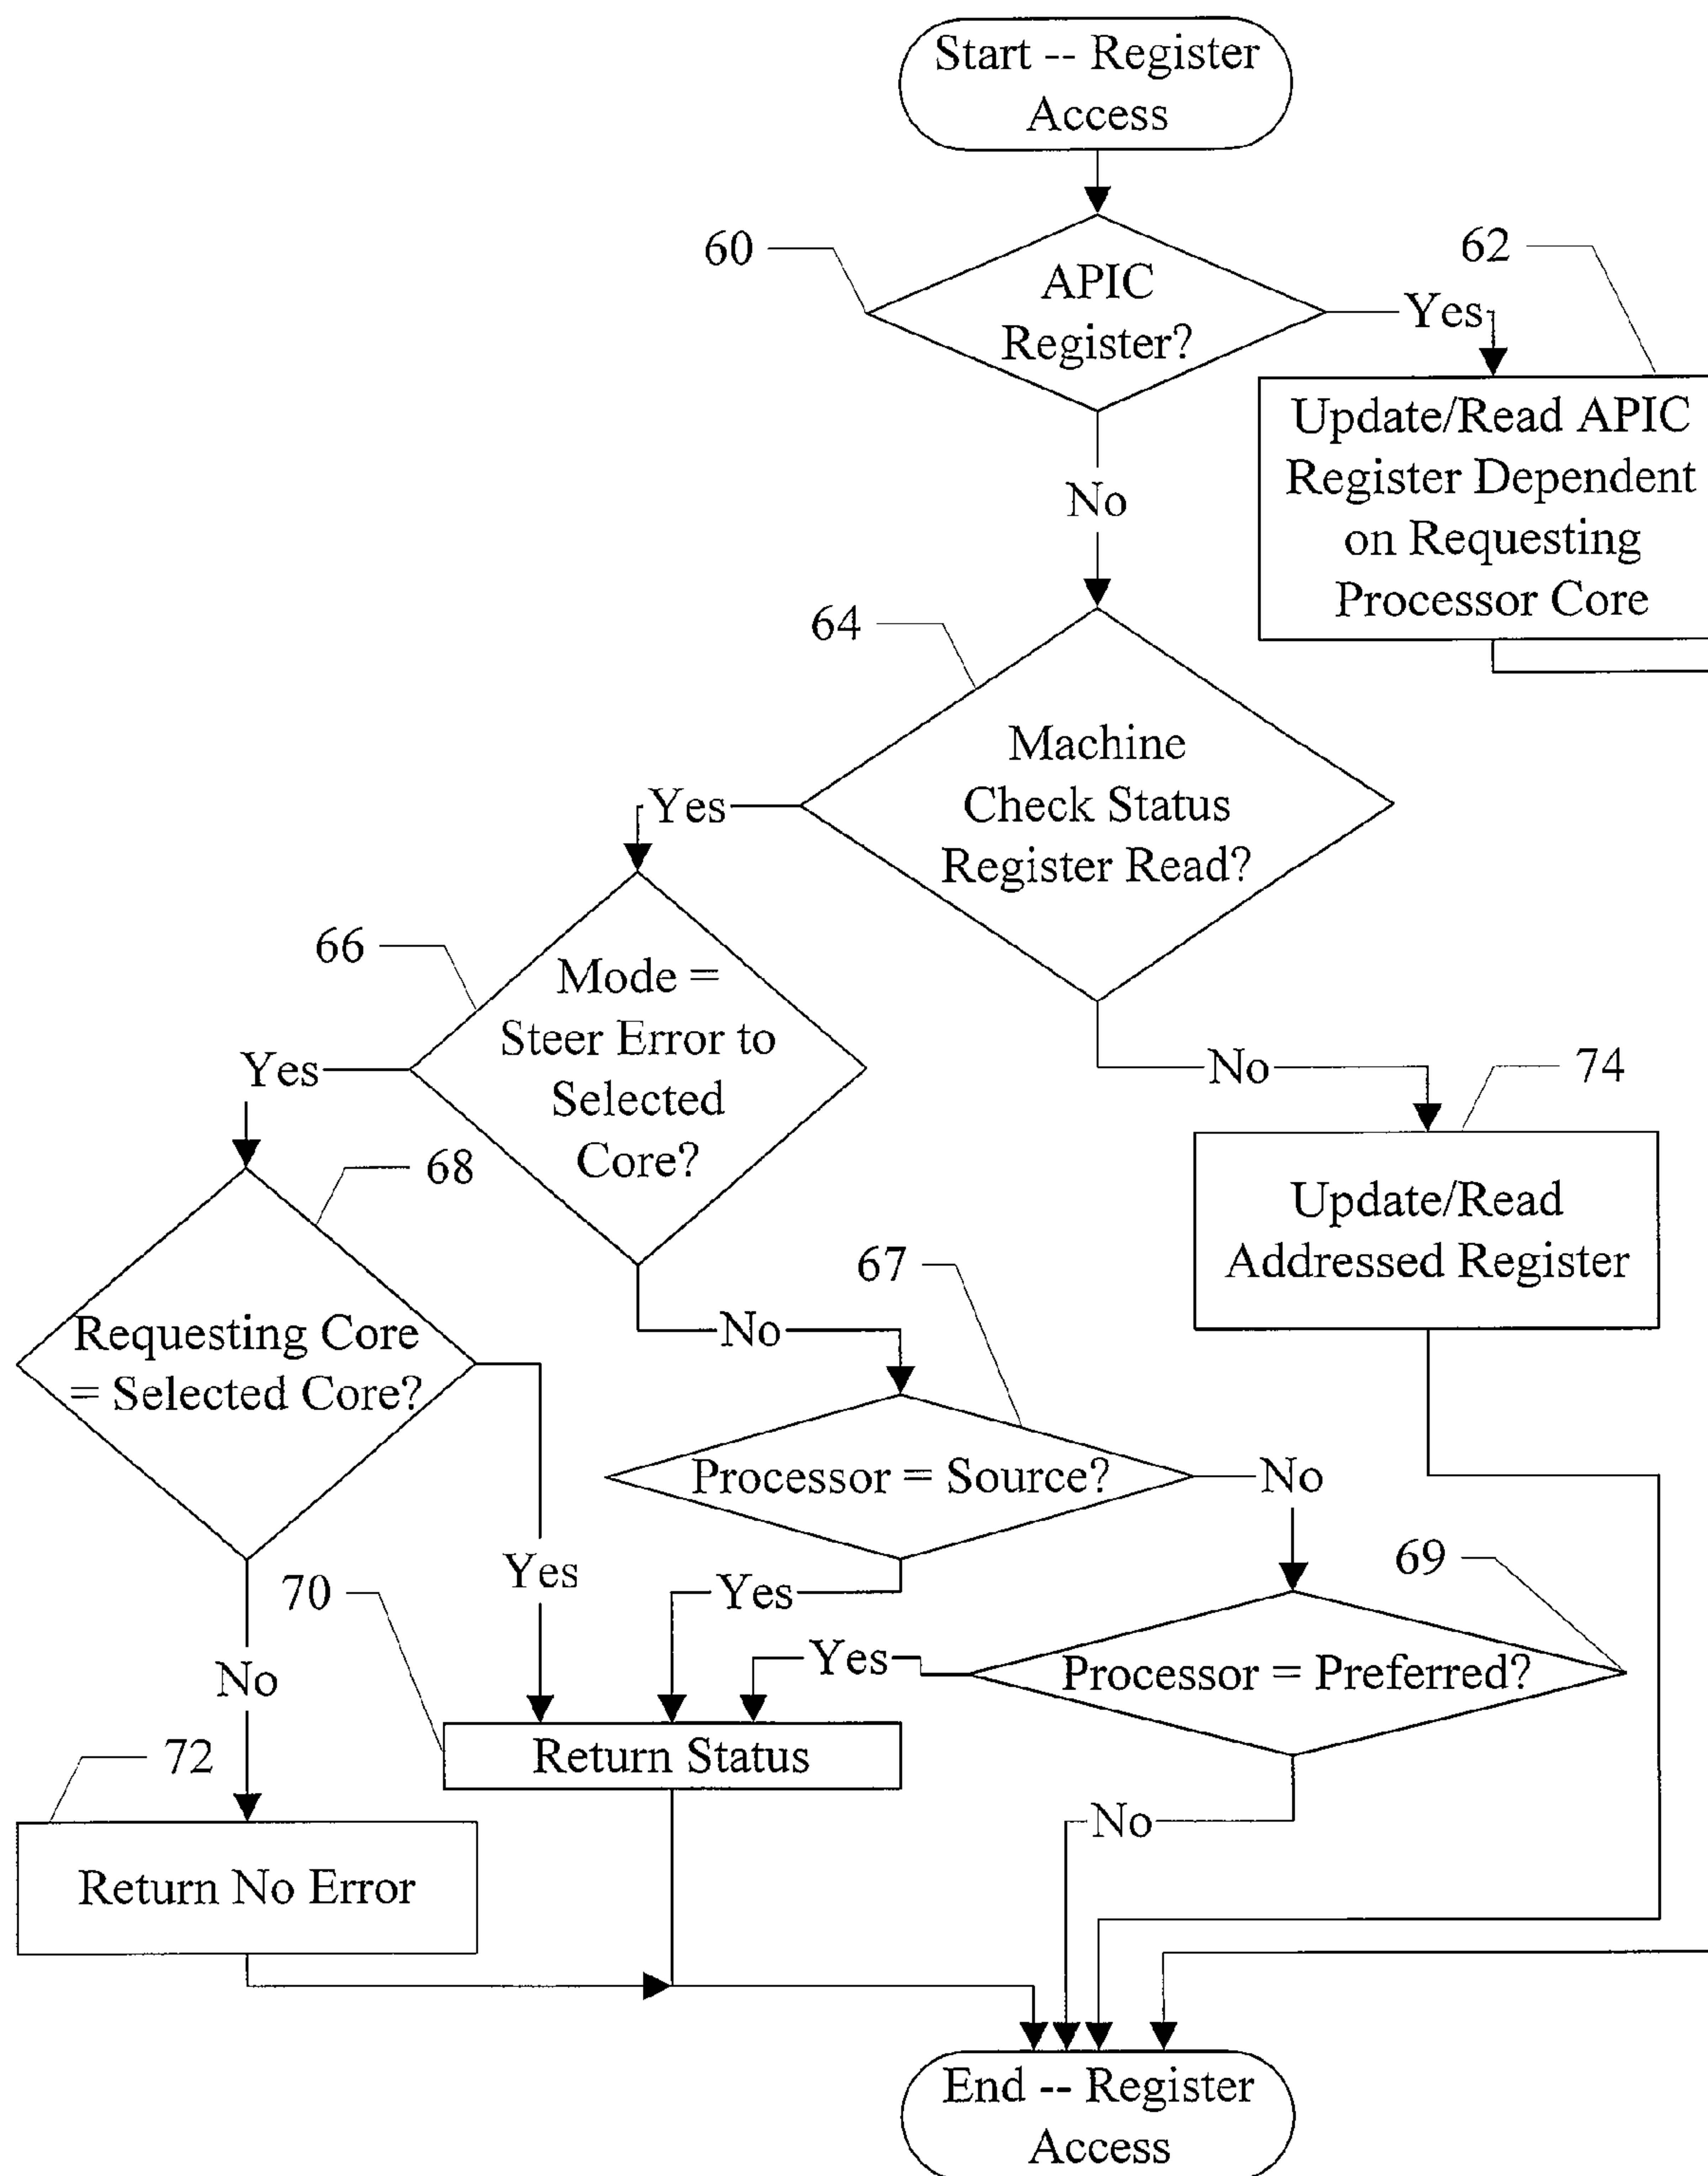 Start -- Register
Access
60
APIC
Register?
Yes
62
Update/Read APIC
Register Dependent
on Requesting
Processor Core
No
64
Machine
Check Status
Register Read?
Yes
66
Mode =
Steer Error to
Selected
Core?
No
74
Yes
Update/Read
Addressed Register
68
67
No
Requesting Core
= Selected Core?
Processor = Source?
No
Yes
69
70
Yes
Yes
Processor = Preferred?
No
72
Return Status
No
Return No Error
End -- Register
Access